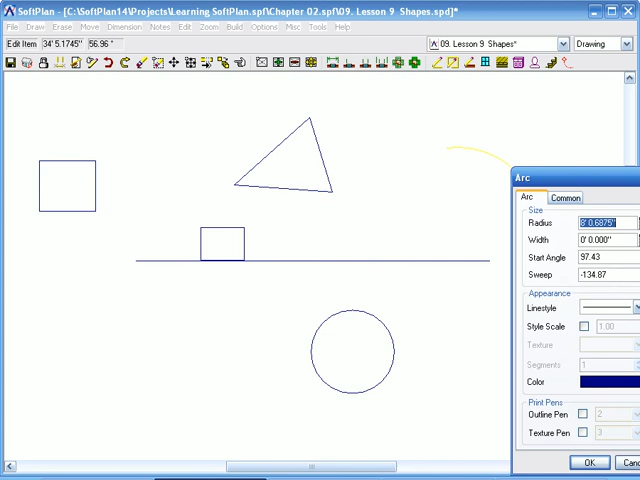 SoftPlan - [C:\SoftPlan14\Projects\Learning SoftPlan.spf\Chapter 02.spf\09. Lesson 9  Shapes.spd]*
File Draw Edit Erase Move Dimension Notes Zoom Build Options Misc Tools Help
Edit Item 34' 5.1745" 56.96 ° 09. Lesson 9  Shapes* Drawing
Arc
Arc Common
Size
Radius 8' 0.6875"
Width 0' 0.000"
Start Angle 97.43
Sweep -134.87
Appearance
Linestyle
Style Scale 1.00
Texture
Segments 1
Color
Print Pens
Outline Pen 2
Texture Pen 3
OK Canc